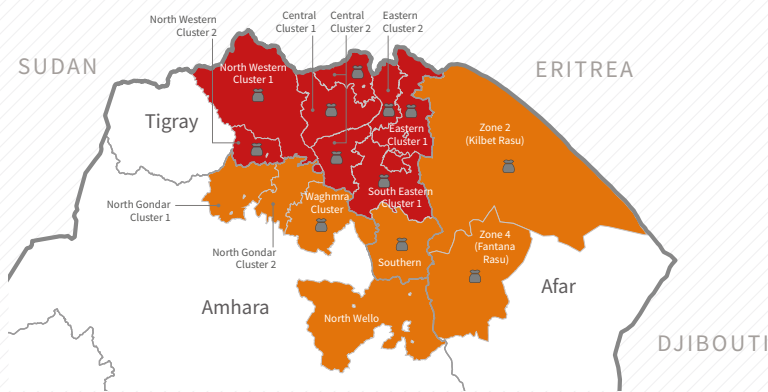 North Western
Cluster 2
Central
Cluster 1
Central
Cluster 2
Eastern
Cluster 2
SUDAN
ERITREA
North Western
Cluster 1
Tigray
Zone 2
(Kilbet Rasu)
Eastern
Cluster 1
South Eastern
Cluster 1
Waghmra
Cluster
North Gondar
Cluster 1
Zone 4
(Fantana
Rasu)
North Gondar
Cluster 2
Southern
Afar
Amhara
North Wello
DJIBOUTI